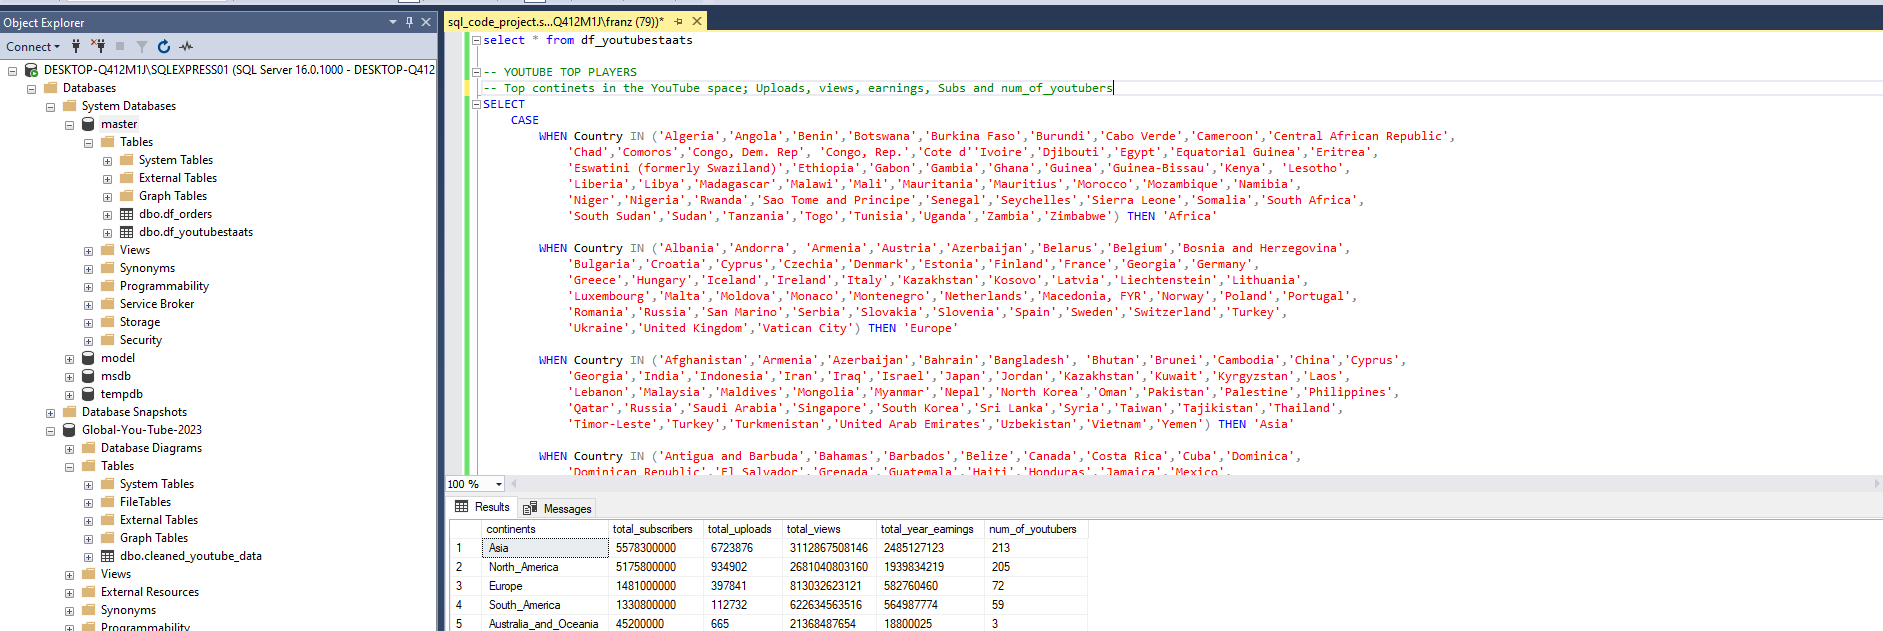 Object Explorer
Connect
DESKTOP-Q412M1J\SQLEXPRESS01 (SQL Server 16.0.1000 - DESKTOP-Q412
Databases
System Databases
master
Tables
System Tables
External Tables
Graph Tables
dbo.df_orders
dbo.df_youtubestaats
Views
Synonyms
Programmability
Service Broker
Storage
Security
model
msdb
tempdb
Database Snapshots
Global-You-Tube-2023
Database Diagrams
Tables
System Tables
FileTables
External Tables
Graph Tables
dbo.cleaned_youtube_data
Views
External Resources
Synonyms
Programmability
sql_code_project.s...Q412M1J\franz (79))*
select * from df_youtubestaats
-- YOUTUBE TOP PLAYERS
-- Top continets in the YouTube space; Uploads, views, earnings, Subs and num_of_youtubers
SELECT
CASE
WHEN Country IN ('Algeria','Angola','Benin','Botswana','Burkina Faso','Burundi','Cabo Verde','Cameroon','Central African Republic',
'Chad','Comoros','Congo, Dem. Rep', 'Congo, Rep.','Cote d''Ivoire','Djibouti','Egypt','Equatorial Guinea','Eritrea',
'Eswatini (formerly Swaziland)','Ethiopia','Gabon','Gambia','Ghana','Guinea','Guinea-Bissau','Kenya', 'Lesotho',
'Liberia','Libya','Madagascar','Malawi','Mali','Mauritania','Mauritius','Morocco','Mozambique','Namibia',
'Niger','Nigeria','Rwanda','Sao Tome and Principe','Senegal','Seychelles','Sierra Leone','Somalia','South Africa',
'South Sudan','Sudan','Tanzania','Togo','Tunisia','Uganda','Zambia','Zimbabwe') THEN 'Africa'
WHEN Country IN ('Albania','Andorra', 'Armenia','Austria','Azerbaijan','Belarus','Belgium','Bosnia and Herzegovina',
'Bulgaria','Croatia','Cyprus','Czechia','Denmark','Estonia','Finland','France','Georgia','Germany',
'Greece','Hungary','Iceland','Ireland','Italy','Kazakhstan','Kosovo','Latvia','Liechtenstein','Lithuania',
'Luxembourg','Malta','Moldova','Monaco','Montenegro','Netherlands','Macedonia, FYR','Norway','Poland','Portugal',
'Romania','Russia','San Marino','Serbia','Slovakia','Slovenia','Spain','Sweden','Switzerland','Turkey',
'Ukraine','United Kingdom','Vatican City') THEN 'Europe'
WHEN Country IN ('Afghanistan','Armenia','Azerbaijan','Bahrain','Bangladesh', 'Bhutan','Brunei','Cambodia','China','Cyprus',
'Georgia','India','Indonesia','Iran','Iraq','Israel','Japan','Jordan','Kazakhstan','Kuwait','Kyrgyzstan','Laos',
'Lebanon','Malaysia','Maldives','Mongolia','Myanmar','Nepal','North Korea','Oman','Pakistan','Palestine','Philippines',
'Qatar','Russia','Saudi Arabia','Singapore','South Korea','Sri Lanka','Syria','Taiwan','Tajikistan','Thailand',
'Timor-Leste','Turkey','Turkmenistan','United Arab Emirates','Uzbekistan','Vietnam','Yemen') THEN 'Asia'
WHEN Country IN ('Antigua and Barbuda','Bahamas','Barbados','Belize','Canada','Costa Rica','Cuba','Dominica',
'Dominican Republic','El Salvador','Grenada','Guatemala','Haiti','Honduras','Jamaica','Mexico',
100 %
Results Messages
continents total_subscribers total_uploads total_views total_year_earnings num_of_youtubers
1 Asia 5578300000 6723876 3112867508146 2485127123 213
2 North_America 5175800000 934902 2681040803160 1939834219 205
3 Europe 1481000000 397841 813032623121 582760460 72
4 South_America 1330800000 112732 622634563516 564987774 59
5 Australia_and_Oceania 45200000 665 21368487654 18800025 3